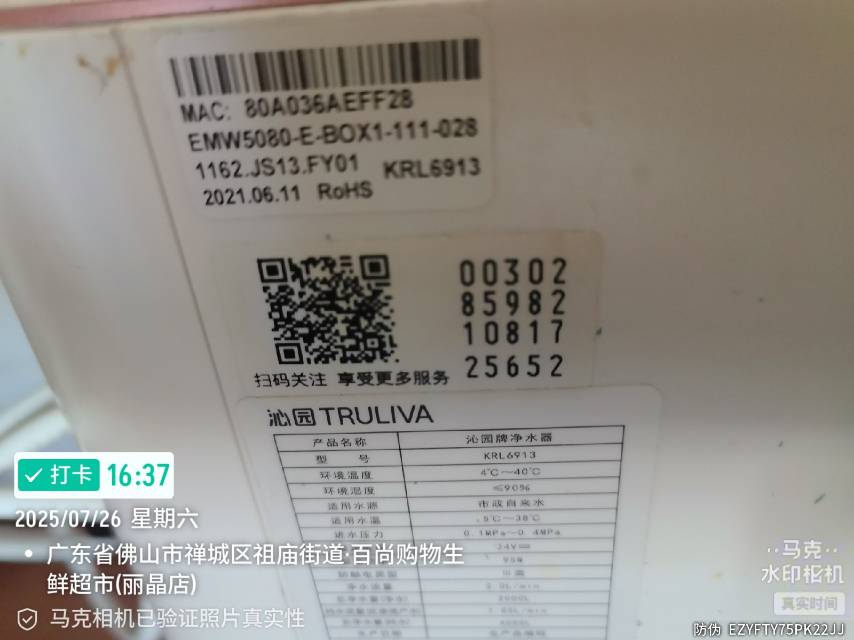 MAC: 80A036AEFF28
EMW5080-E-BOX1-111-028
1162.JS13.FY01 KRL6913
2021.06.11 RoHS
00302
85982
10817
25652
扫码关注 享受更多服务
沁园 TRULIVA
产品名称 沁园牌净水器
型 号 KRL6913
环境温度 4℃~40℃
环境湿度 ≤90%
适用水源 市政自来水
适用水温 5℃~38℃
进水压力 0.1MPa~0.4MPa
24V
打卡 16:37
2025/07/26 星期六
广东省佛山市禅城区祖庙街道·百尚购物生
鲜超市(丽晶店)
马克相机已验证照片真实性
马克
水印相机
真实时间
防伪 EZYFTY75PK22JJ